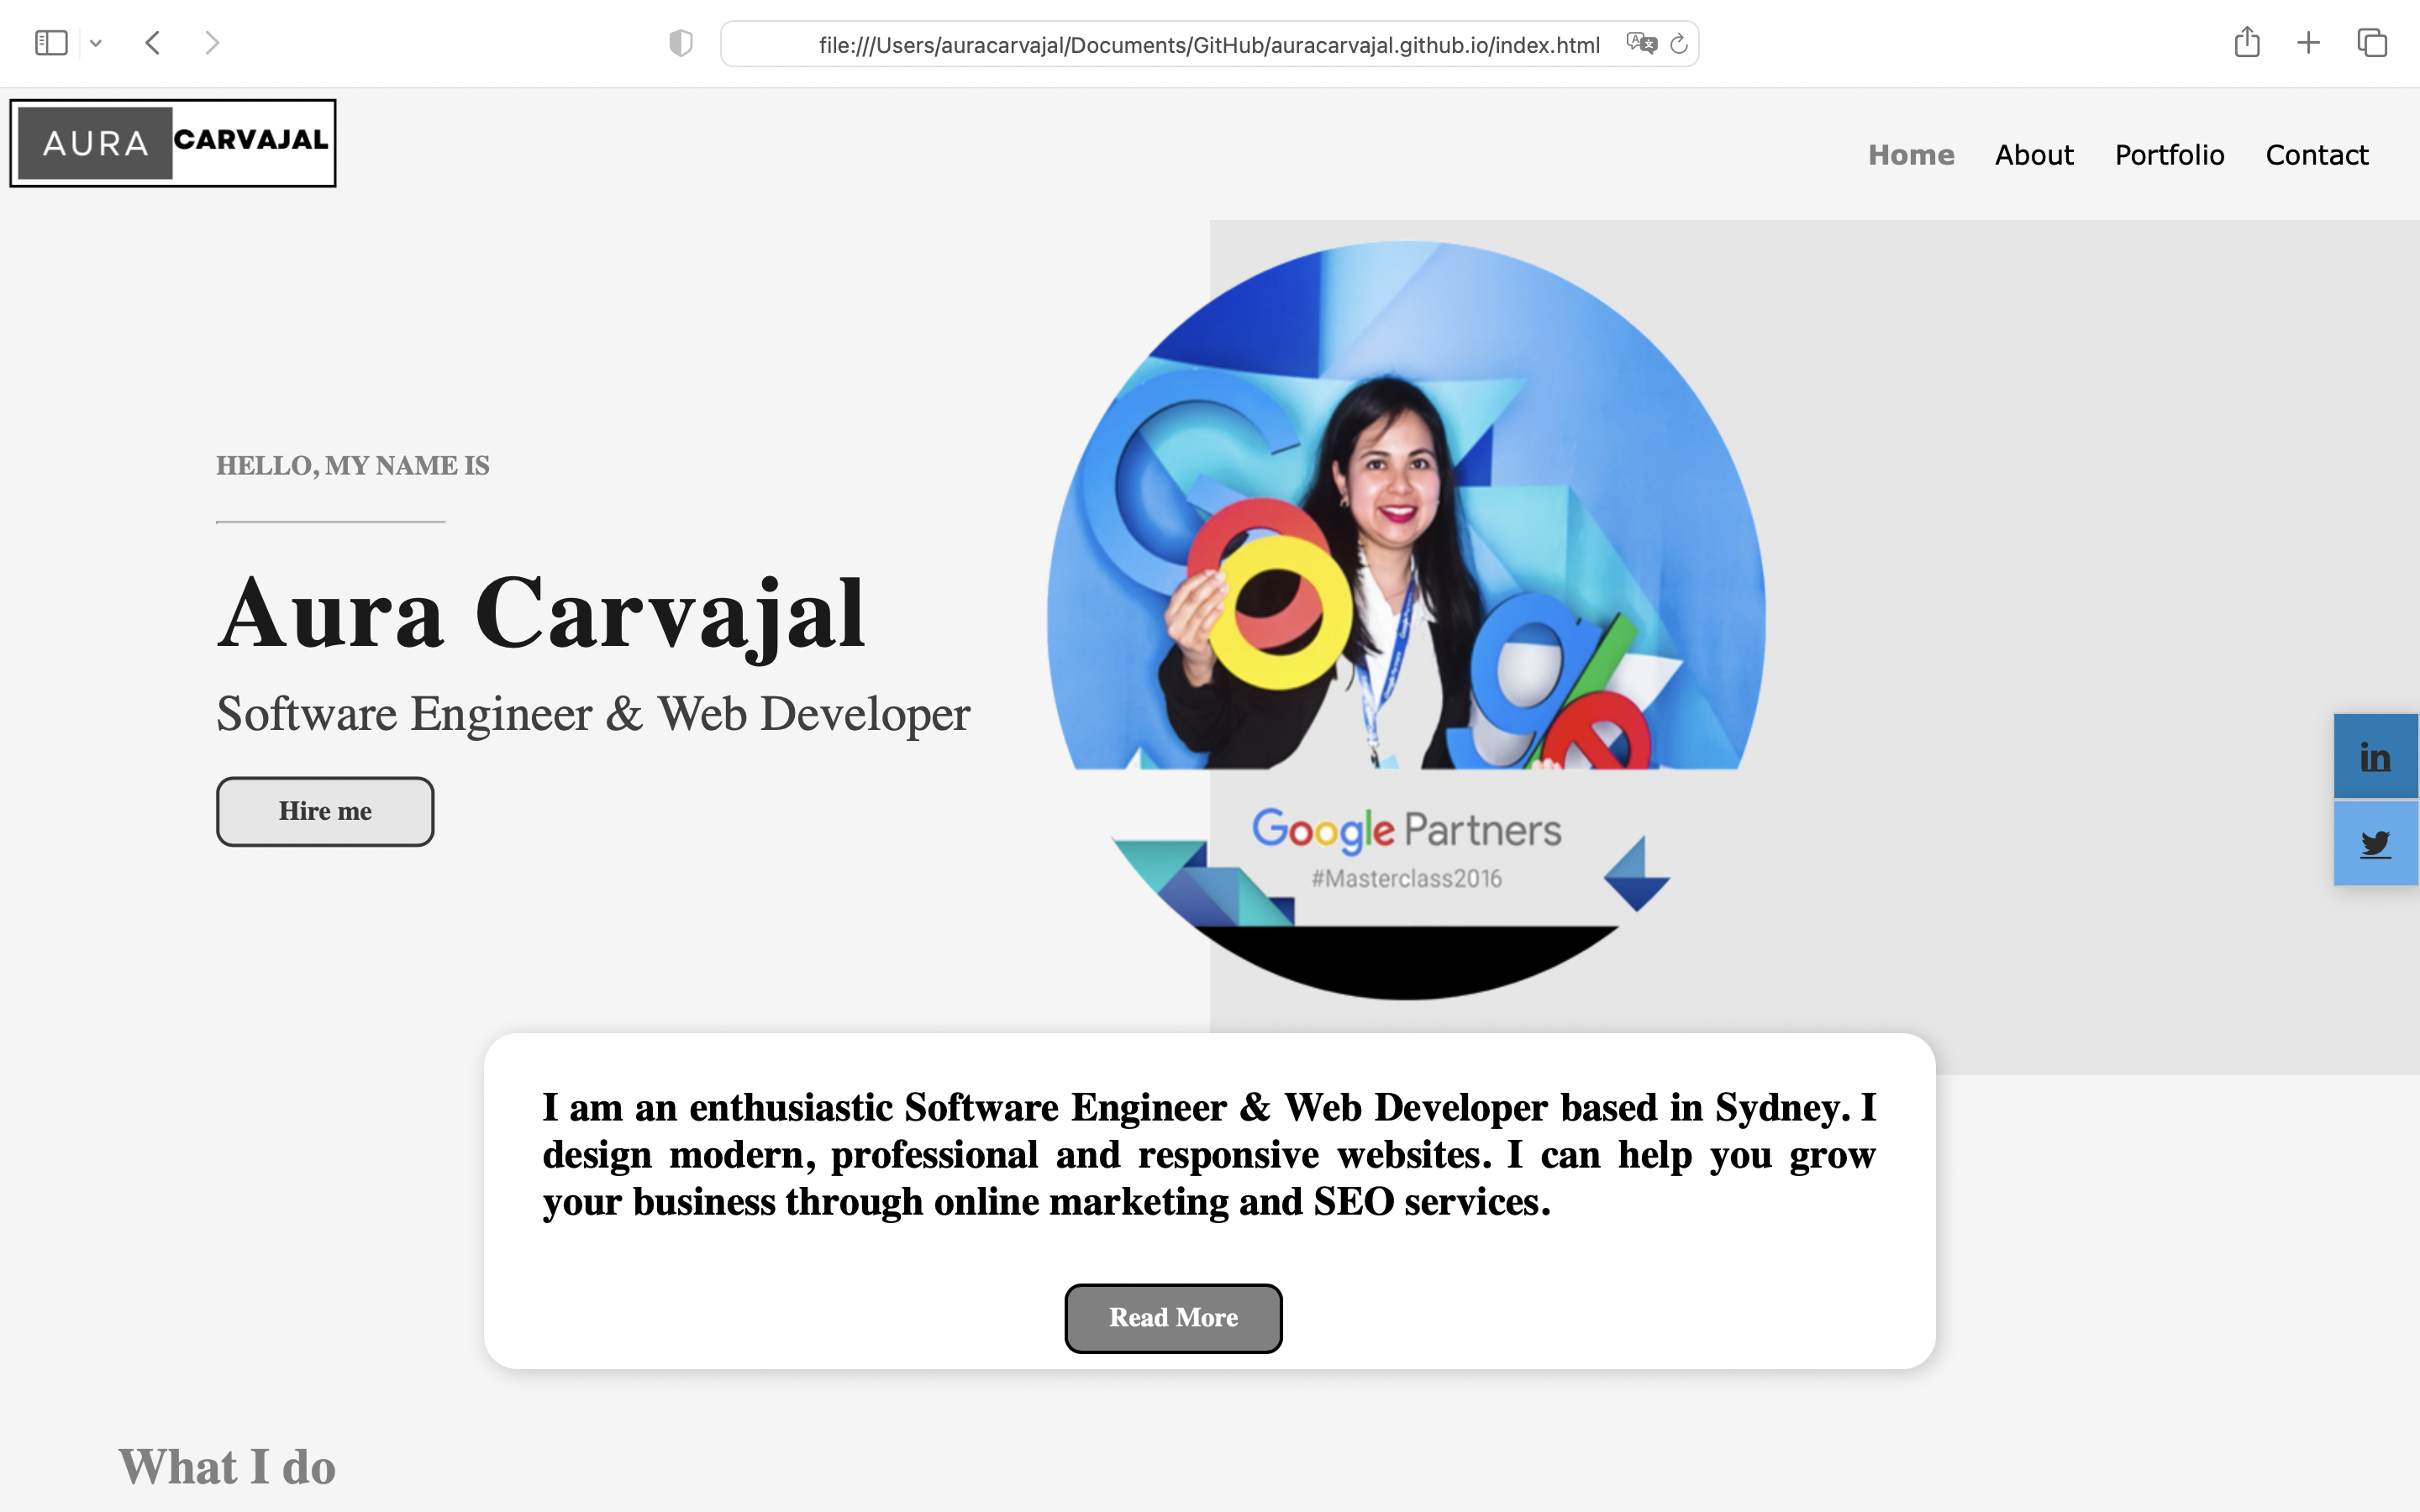 file:///Users/auracarvajal/Documents/GitHub/auracarvajal.github.io/index.html
AURA CARVAJAL
Home About Portfolio Contact
HELLO, MY NAME IS
Aura Carvajal
Software Engineer & Web Developer
Hire me
Google Partners
#Masterclass2016
in
I am an enthusiastic Software Engineer & Web Developer based in Sydney. I
design modern, professional and responsive websites. I can help you grow
your business through online marketing and SEO services.
Read More
What I do